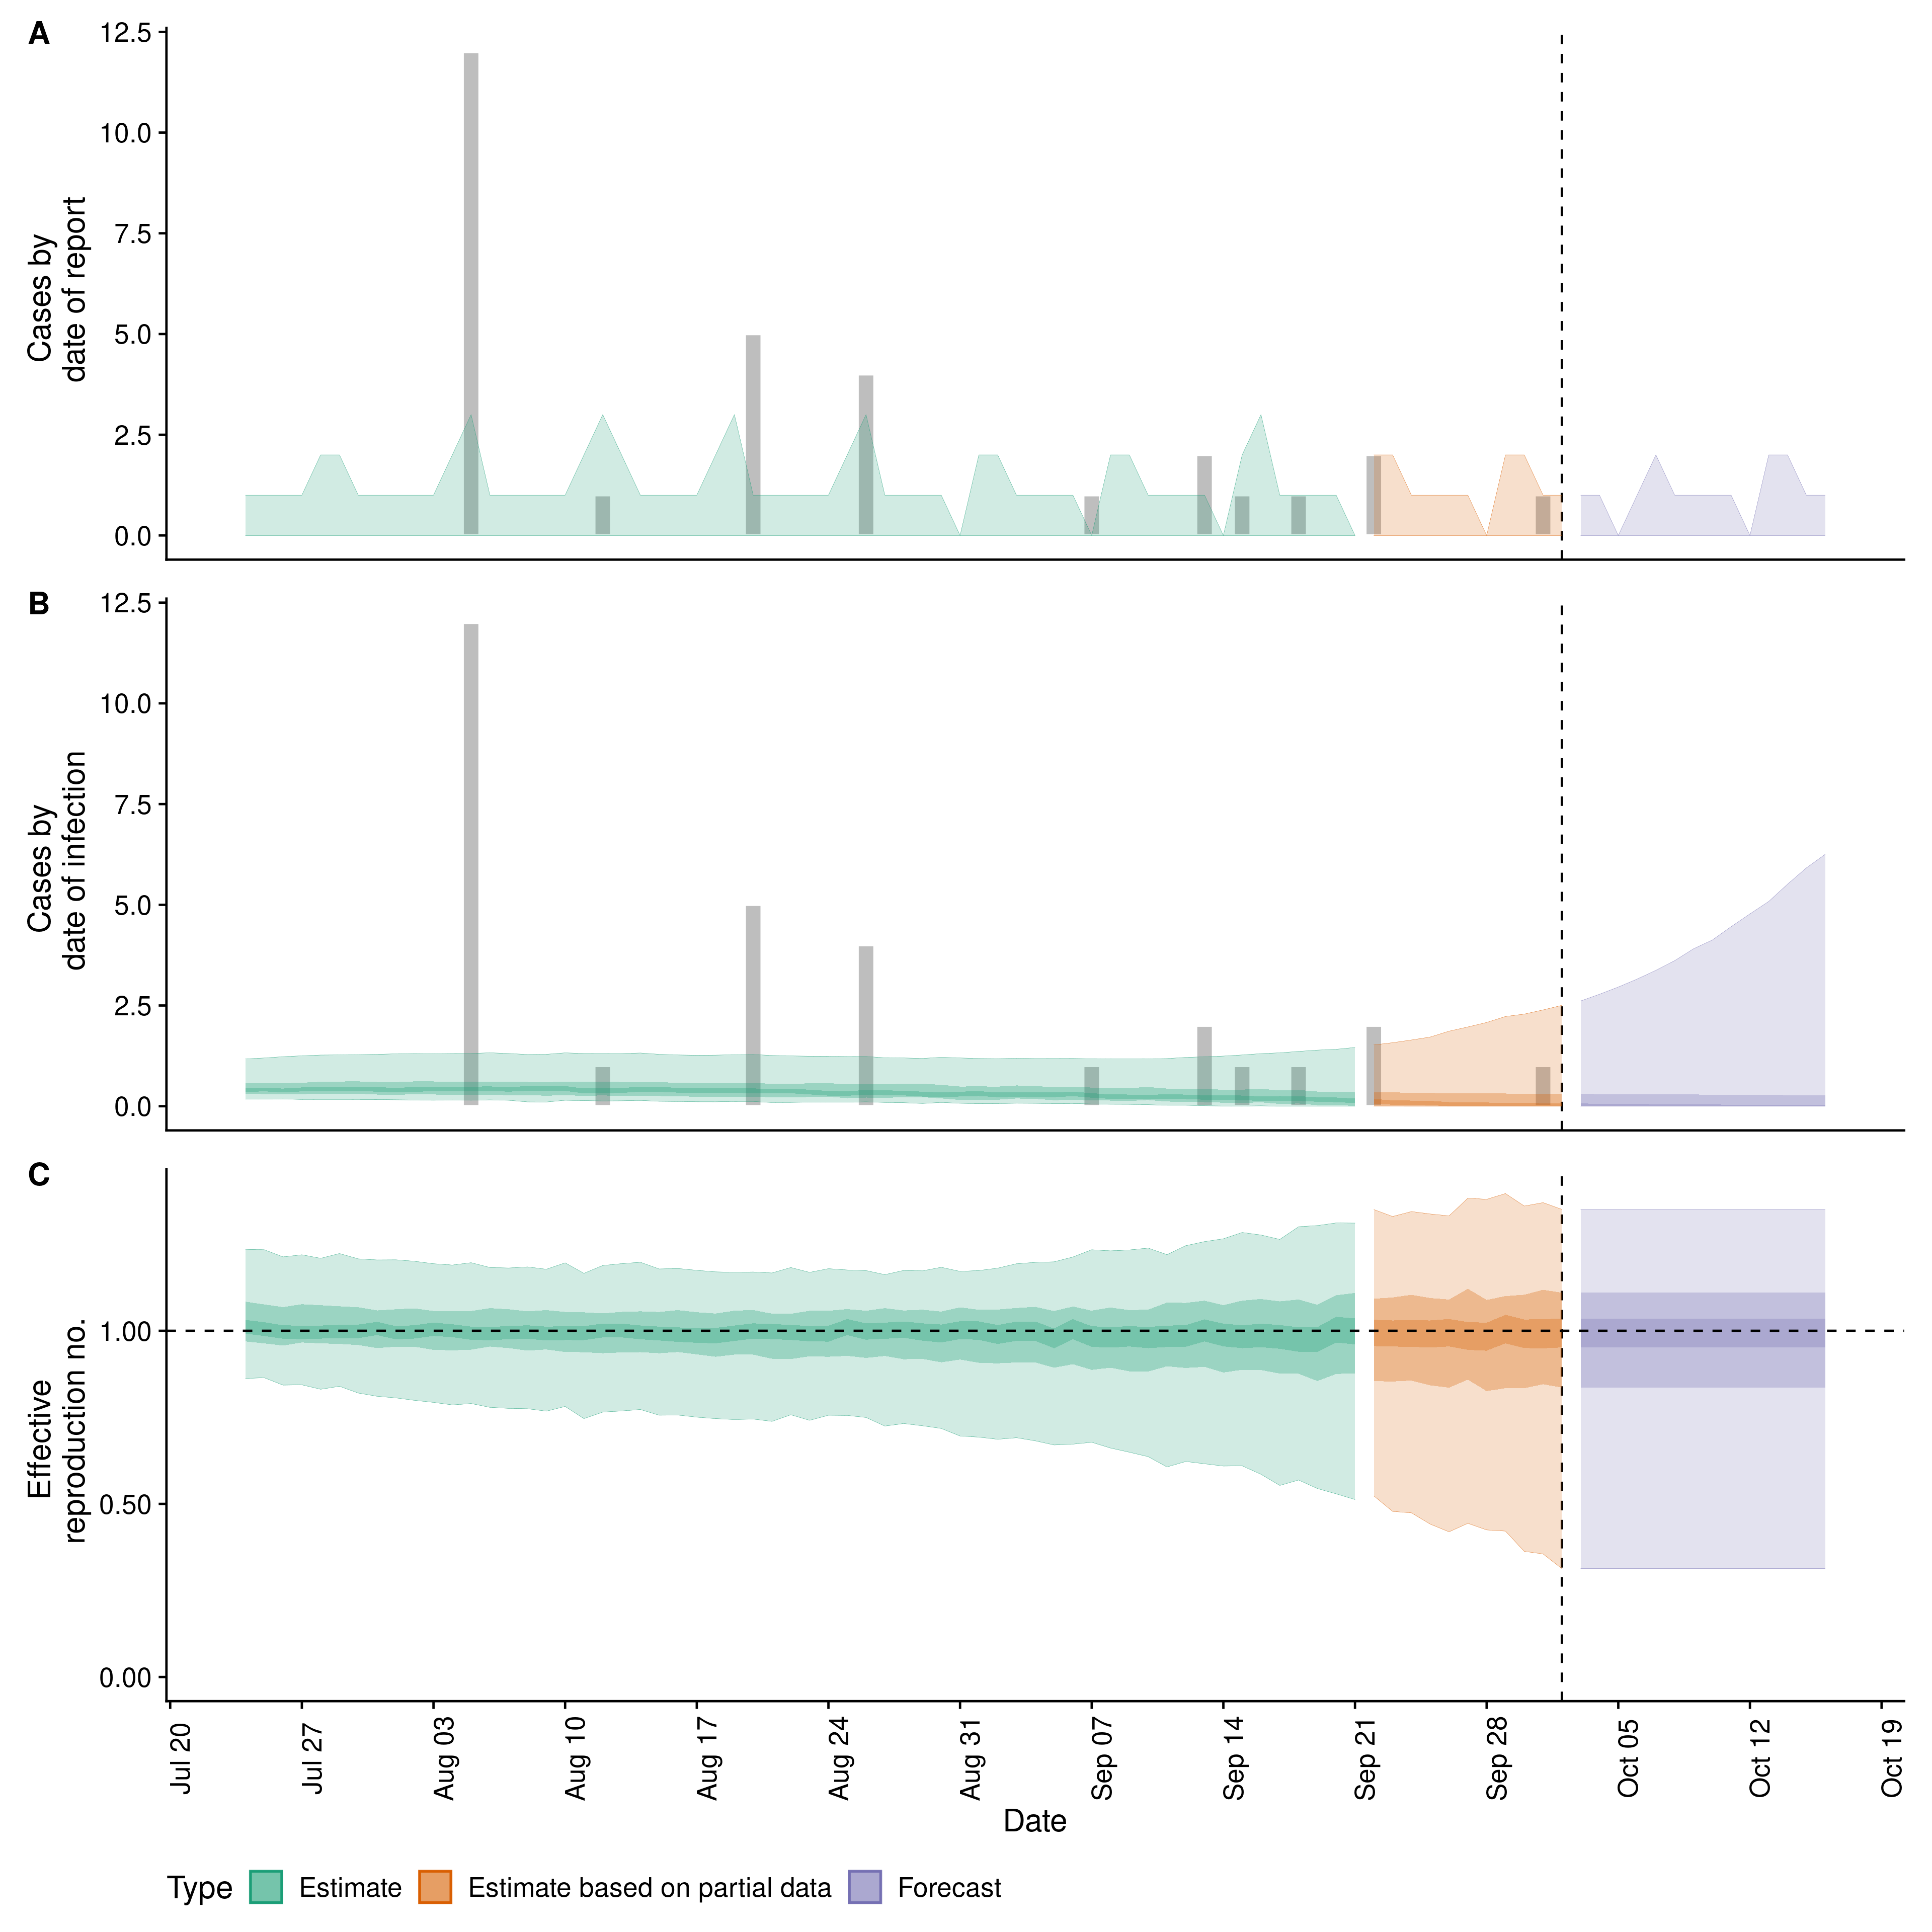 A
12.5
10.0
7.5
5.0
2.5
0.0
Cases by
date of report
B
12.5
10.0
7.5
5.0
2.5
0.0
Cases by
date of infection
C
1.00
0.50
0.00
Effective
reproduction no.
Jul 20
Jul 27
Aug 03
Aug 10
Aug 17
Aug 24
Aug 31
Sep 07
Sep 14
Sep 21
Sep 28
Oct 05
Oct 12
Oct 19
Date
Type Estimate Estimate based on partial data Forecast